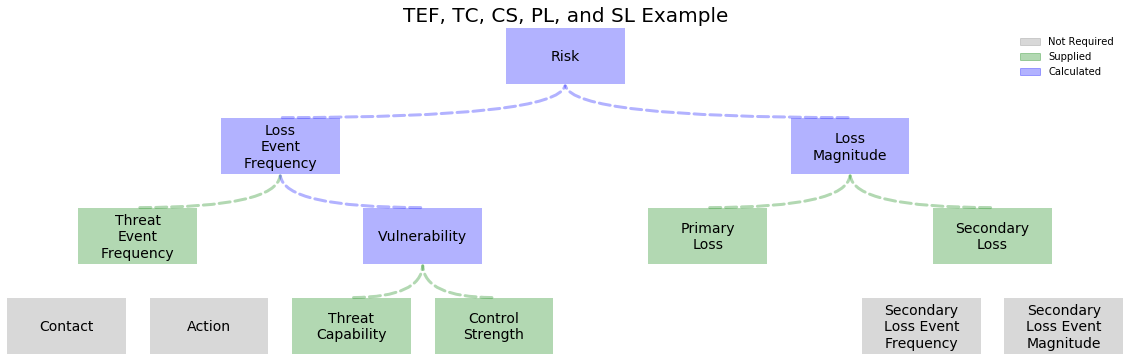 TEF, TC, CS, PL, and SL Example
Risk
Not Required
Supplied
Calculated
Loss
Event
Frequency
Loss
Magnitude
Threat
Event
Frequency
Vulnerability
Primary
Loss
Secondary
Loss
Contact
Action
Threat
Capability
Control
Strength
Secondary
Loss Event
Frequency
Secondary
Loss Event
Magnitude